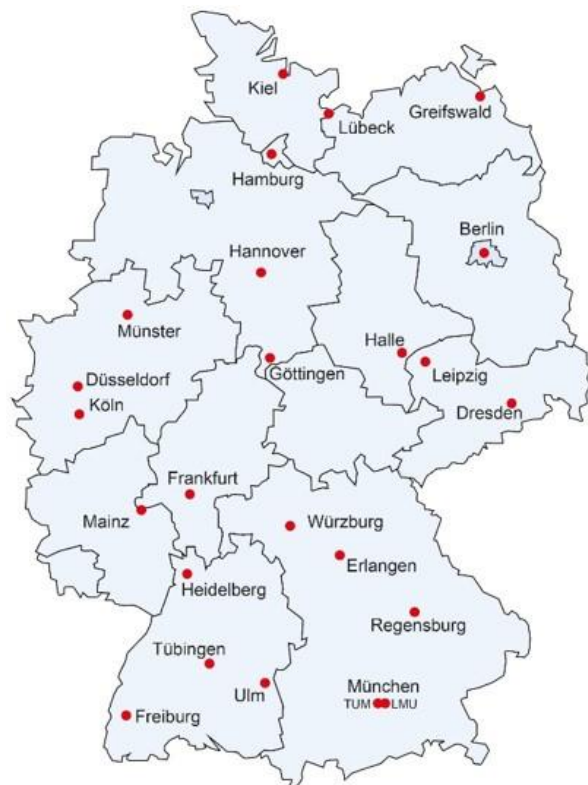 Kiel
Lübeck
Greifswald
Hamburg
Berlin
Hannover
Münster
Halle
Göttingen
Leipzig
Düsseldorf
Köln
Dresden
Frankfurt
Mainz
Würzburg
Erlangen
Heidelberg
Regensburg
Tübingen
Ulm
München
TUM LMU
Freiburg